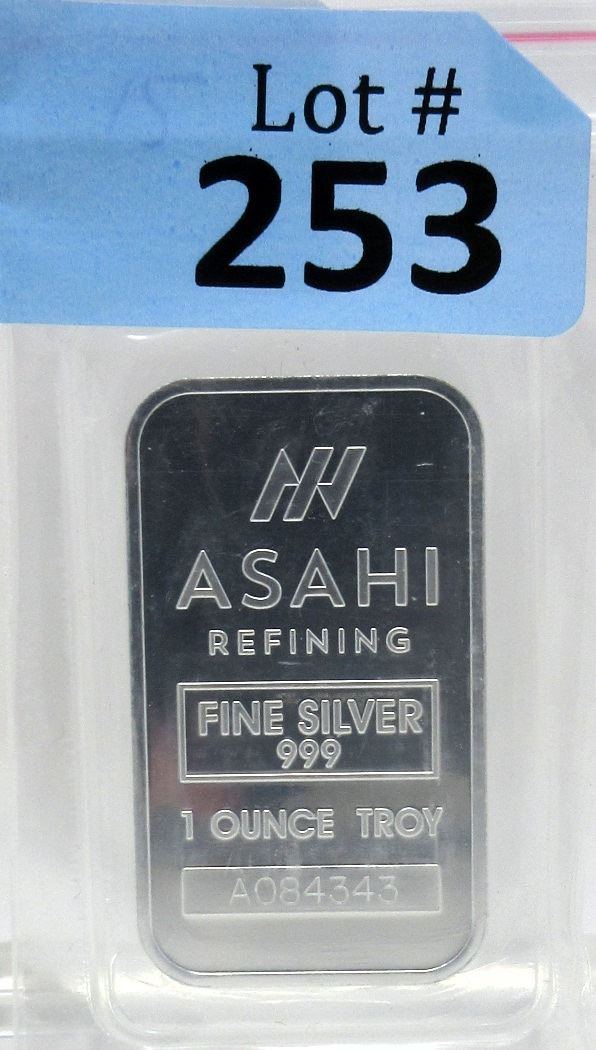 Lot #
253
ASAHI
REFINING
FINE SILVER
999
1 OUNCE TROY
A084343